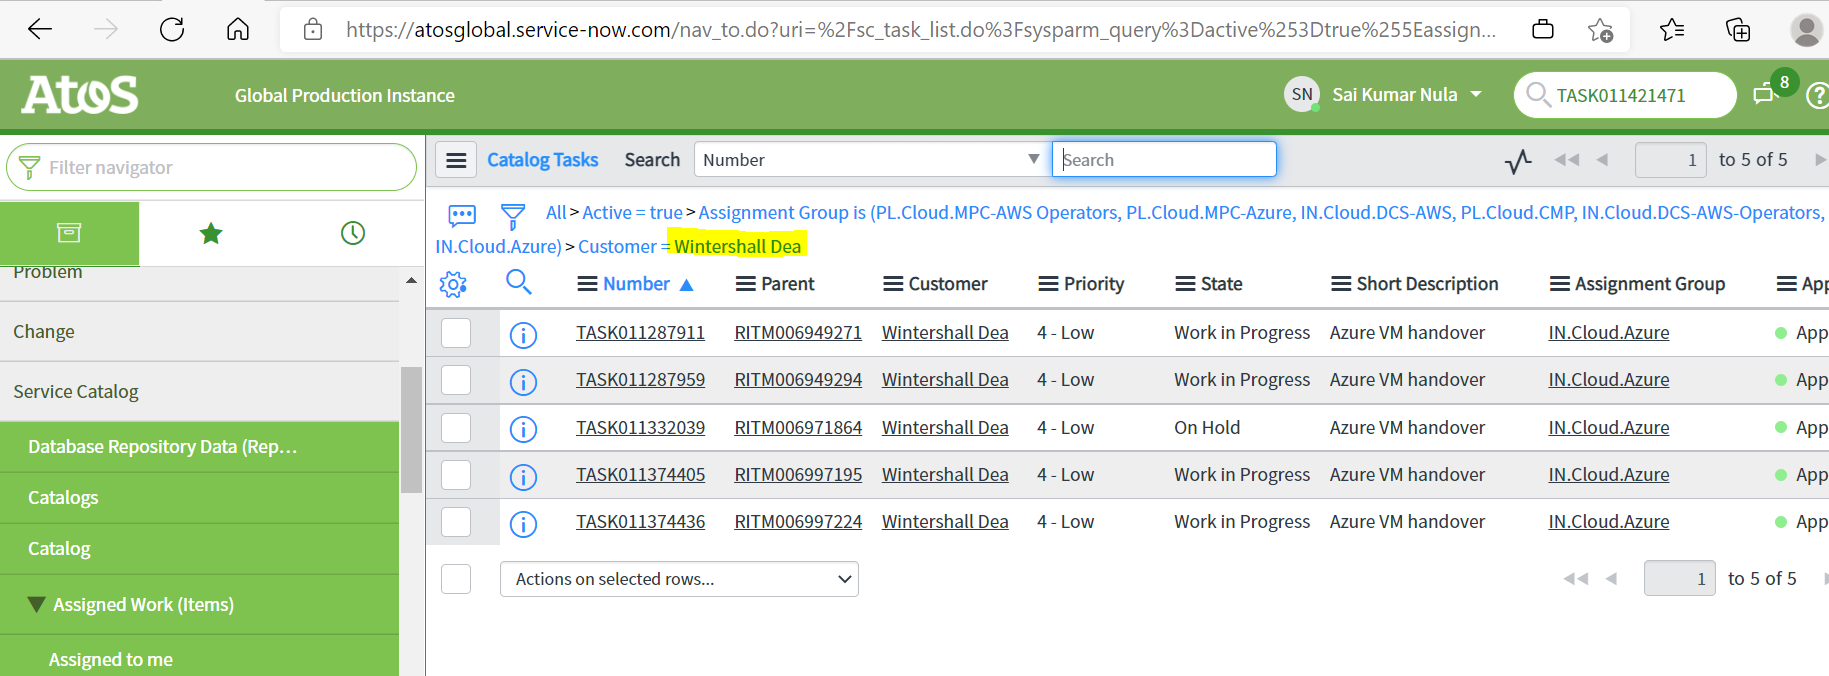 https://atosglobal.service-now.com/nav_to.do?uri=%2Fsc_task_list.do%3Fsysparm_query%3Dactive%253Dtrue%255Eassign...
Atos Global Production Instance SN Sai Kumar Nula TASK011421471 8 ?
Filter navigator
Problem
Change
Service Catalog
Database Repository Data (Rep...
Catalogs
Catalog
Assigned Work (Items)
Assigned to me
Catalog Tasks Search Number Search 1 to 5 of 5
All > Active = true > Assignment Group is (PL.Cloud.MPC-AWS Operators, PL.Cloud.MPC-Azure, IN.Cloud.DCS-AWS, PL.Cloud.CMP, IN.Cloud.DCS-AWS-Operators,
IN.Cloud.Azure) > Customer = Wintershall Dea
Number Parent Customer Priority State Short Description Assignment Group App
TASK011287911 RITM006949271 Wintershall Dea 4 - Low Work in Progress Azure VM handover IN.Cloud.Azure App
TASK011287959 RITM006949294 Wintershall Dea 4 - Low Work in Progress Azure VM handover IN.Cloud.Azure App
TASK011332039 RITM006971864 Wintershall Dea 4 - Low On Hold Azure VM handover IN.Cloud.Azure App
TASK011374405 RITM006997195 Wintershall Dea 4 - Low Work in Progress Azure VM handover IN.Cloud.Azure App
TASK011374436 RITM006997224 Wintershall Dea 4 - Low Work in Progress Azure VM handover IN.Cloud.Azure App
Actions on selected rows... 1 to 5 of 5